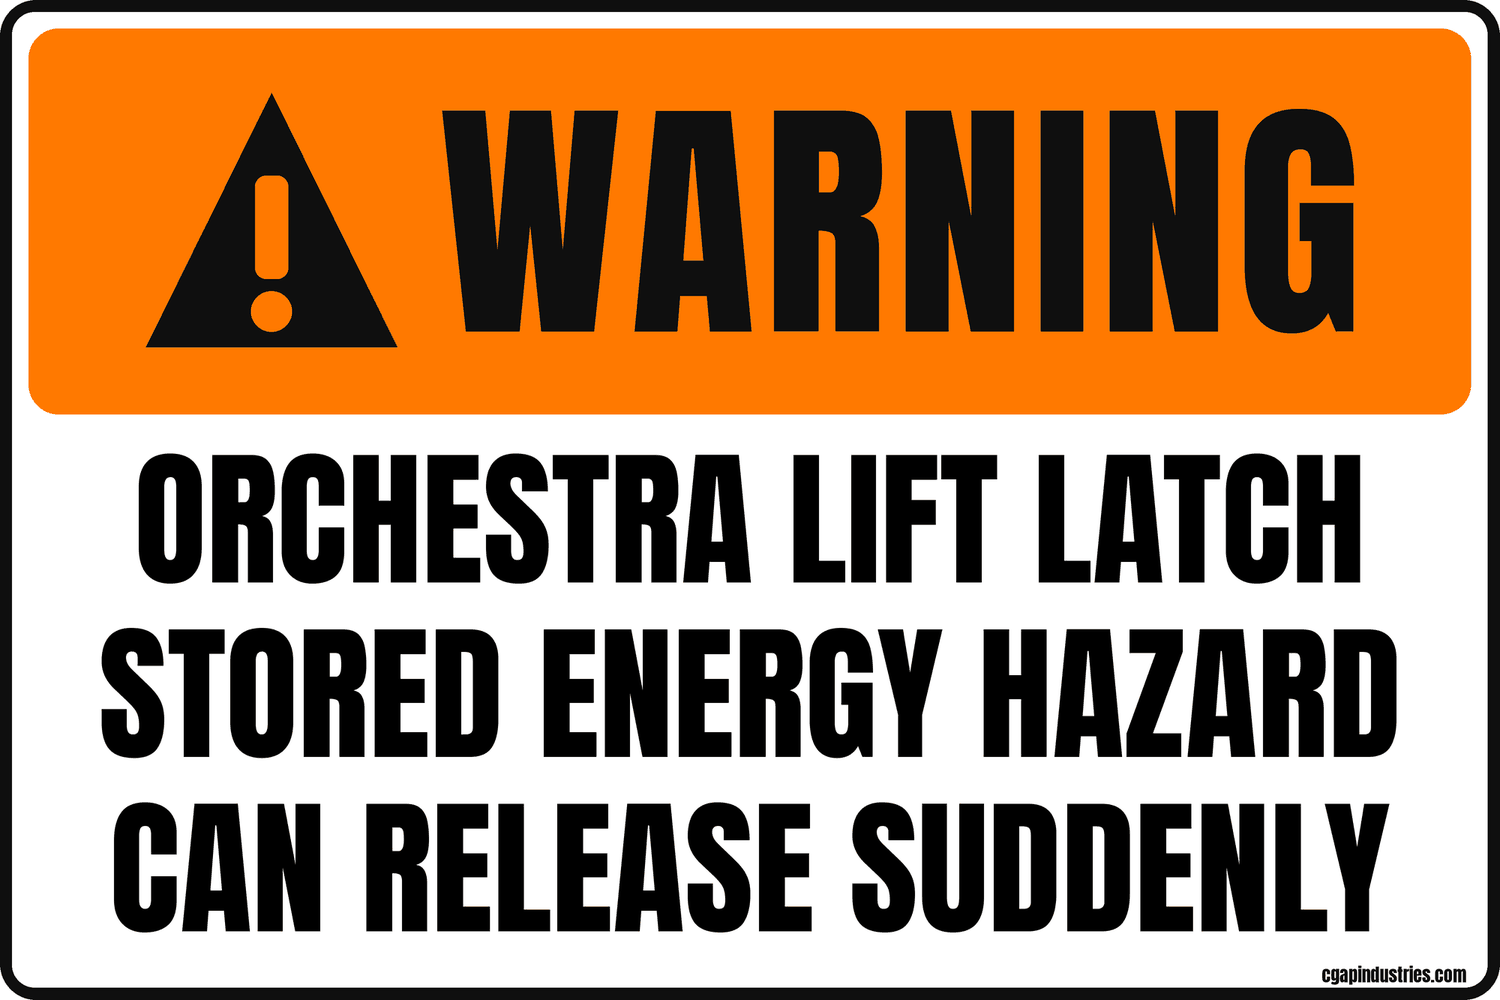 WARNING
ORCHESTRA LIFT LATCH
STORED ENERGY HAZARD
CAN RELEASE SUDDENLY
cgapindustries.com